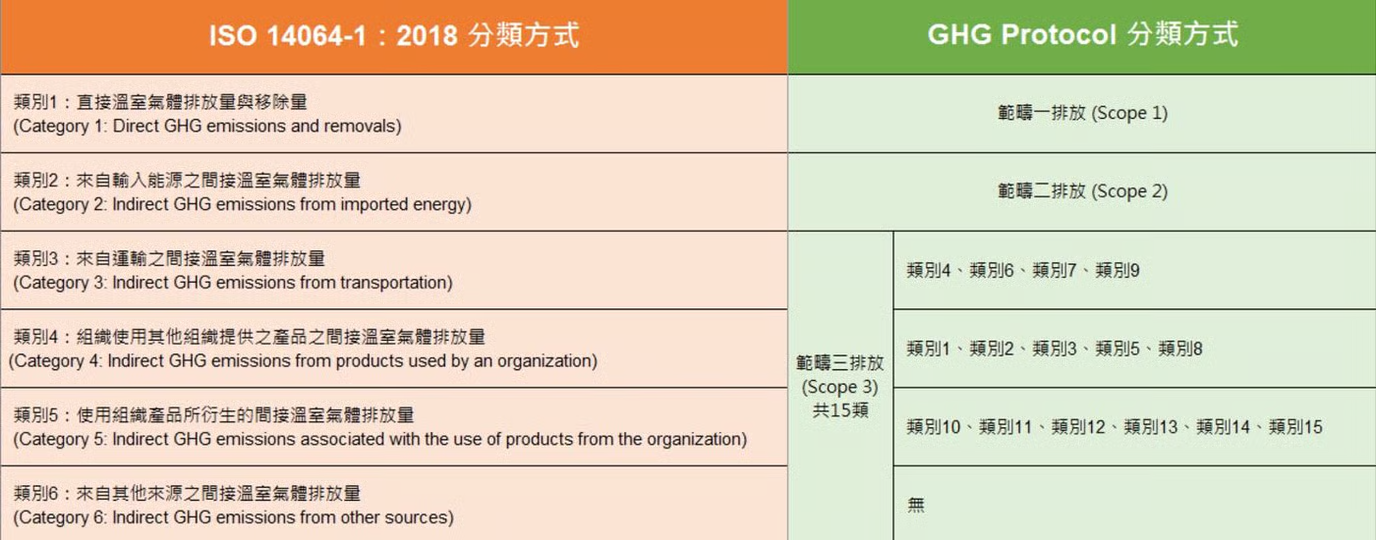 ISO 14064-1：2018 分類方式
GHG Protocol 分類方式
類別1：直接溫室氣體排放量與移除量
(Category 1: Direct GHG emissions and removals)
範疇一排放 (Scope 1)
類別2：來自輸入能源之間接溫室氣體排放量
(Category 2: Indirect GHG emissions from imported energy)
範疇二排放 (Scope 2)
類別3：來自運輸之間接溫室氣體排放量
(Category 3: Indirect GHG emissions from transportation)
類別4、類別6、類別7、類別9
類別4：組織使用其他組織提供之產品之間接溫室氣體排放量
(Category 4: Indirect GHG emissions from products used by an organization)
範疇三排放
(Scope 3)
共15類
類別1、類別2、類別3、類別5、類別8
類別5：使用組織產品所衍生的間接溫室氣體排放量
(Category 5: Indirect GHG emissions associated with the use of products from the organization)
類別10、類別11、類別12、類別13、類別14、類別15
類別6：來自其他來源之間接溫室氣體排放量
(Category 6: Indirect GHG emissions from other sources)
無